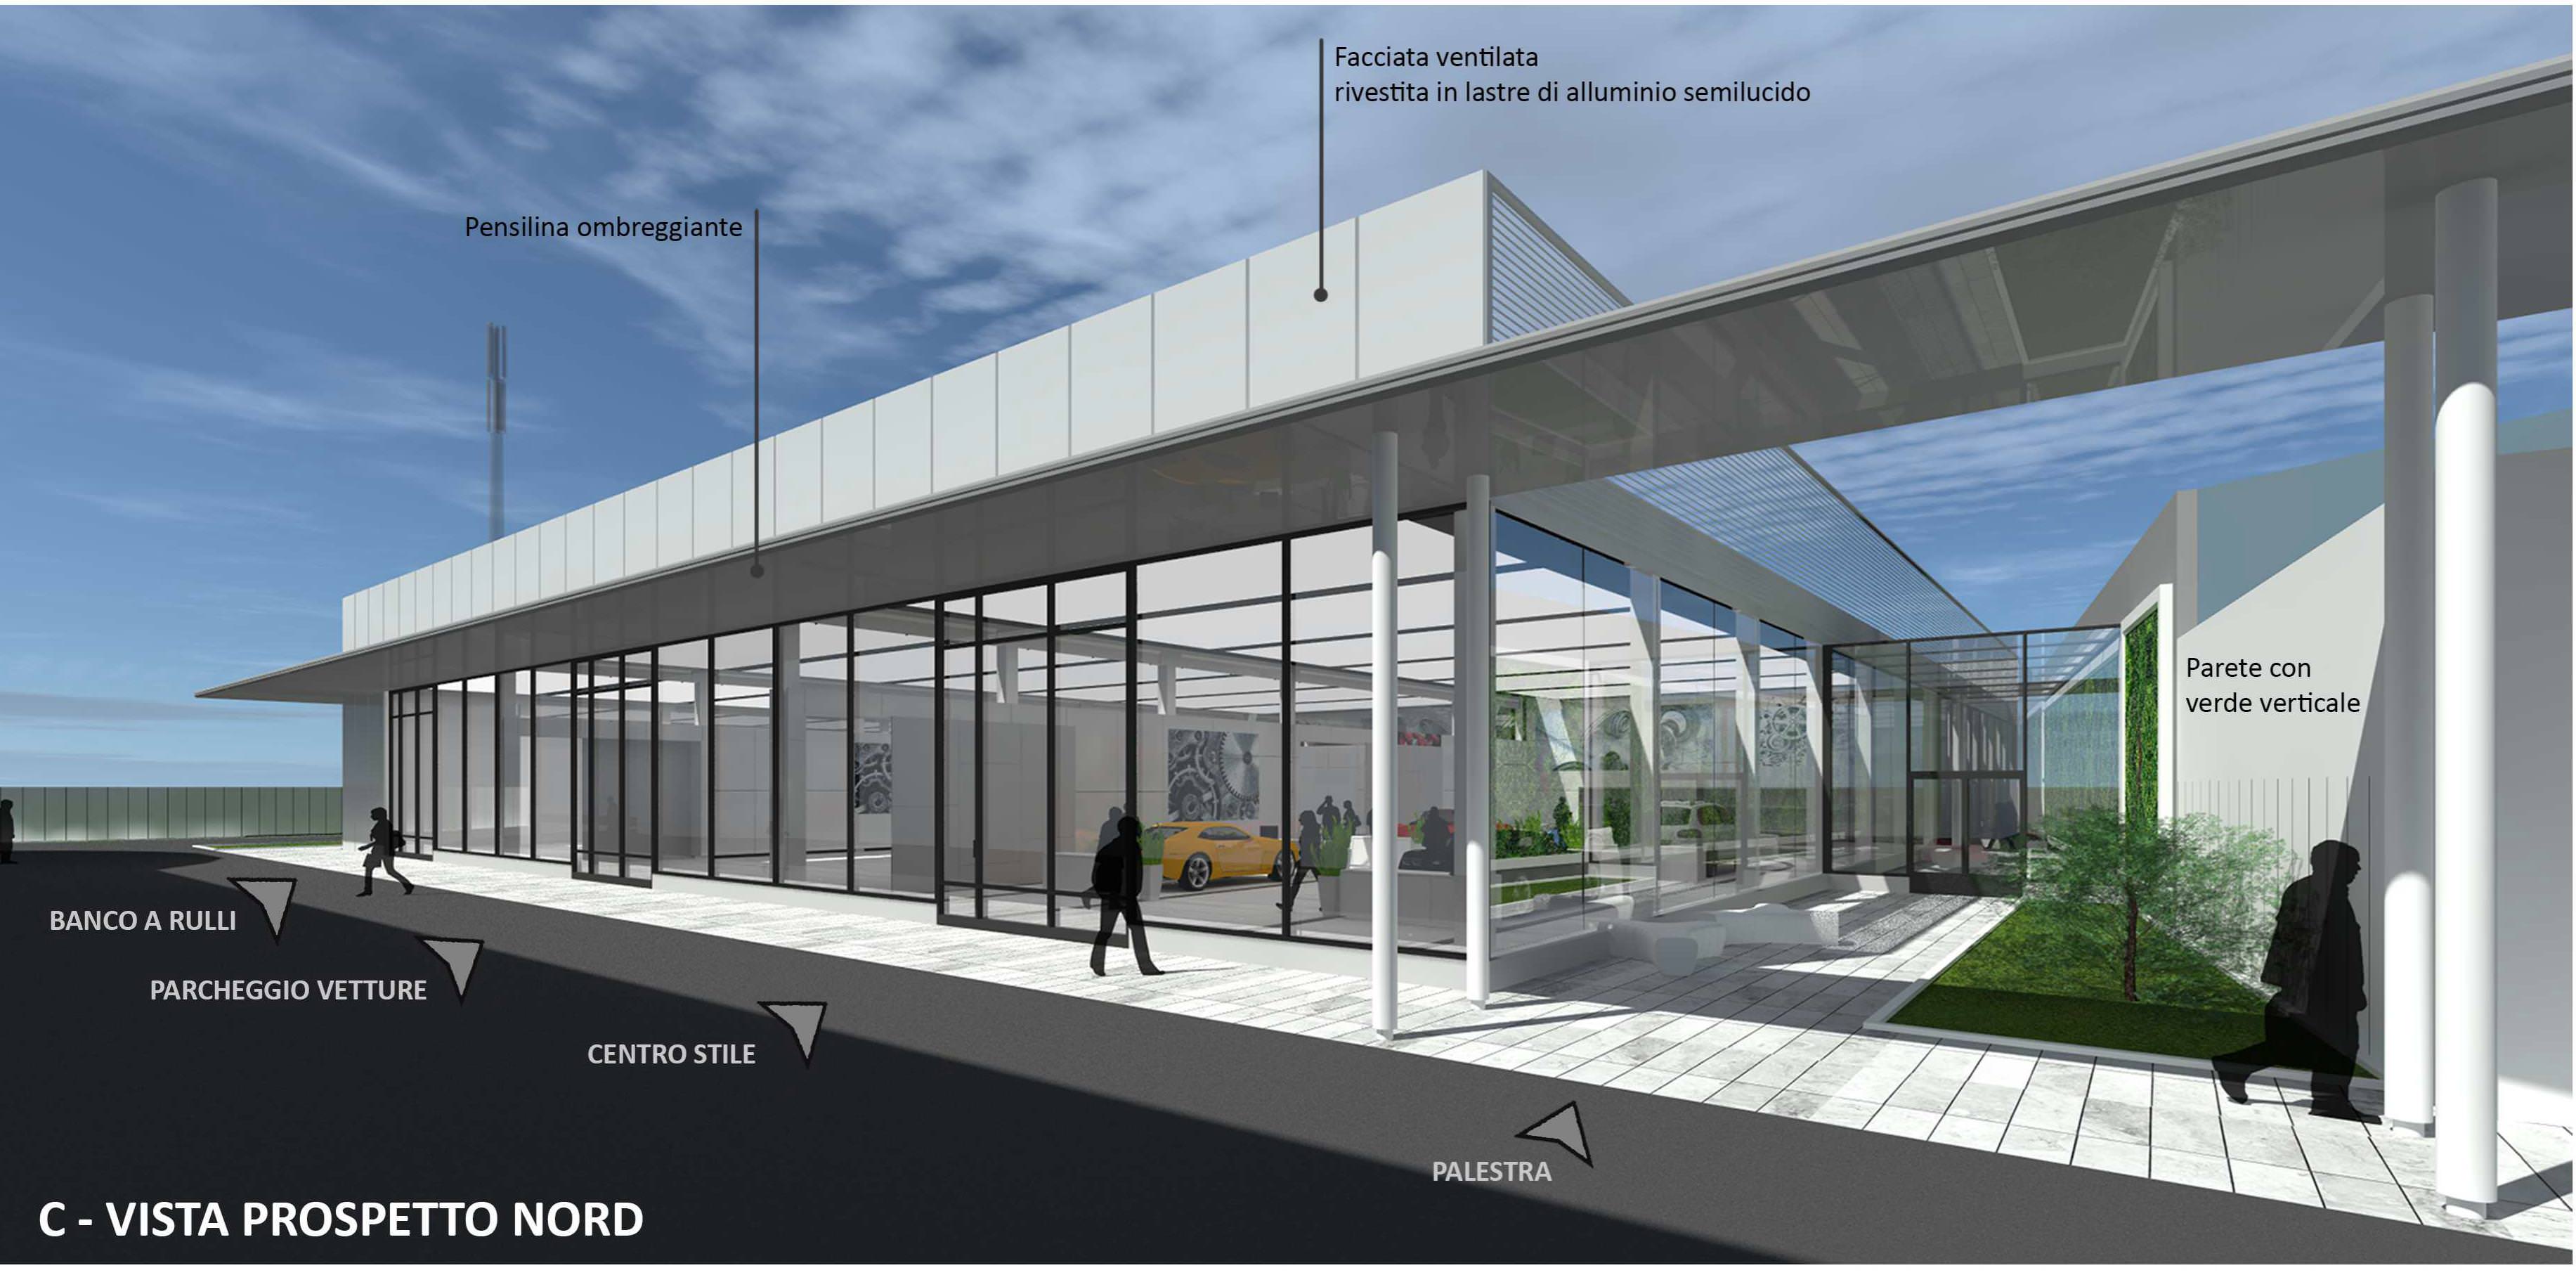 Facciata ventilata
rivestita in lastre di alluminio semilucido
Pensilina ombreggiante
Parete con
verde verticale
BANCO A RULLI
PARCHEGGIO VETTURE
CENTRO STILE
PALESTRA
C - VISTA PROSPETTO NORD